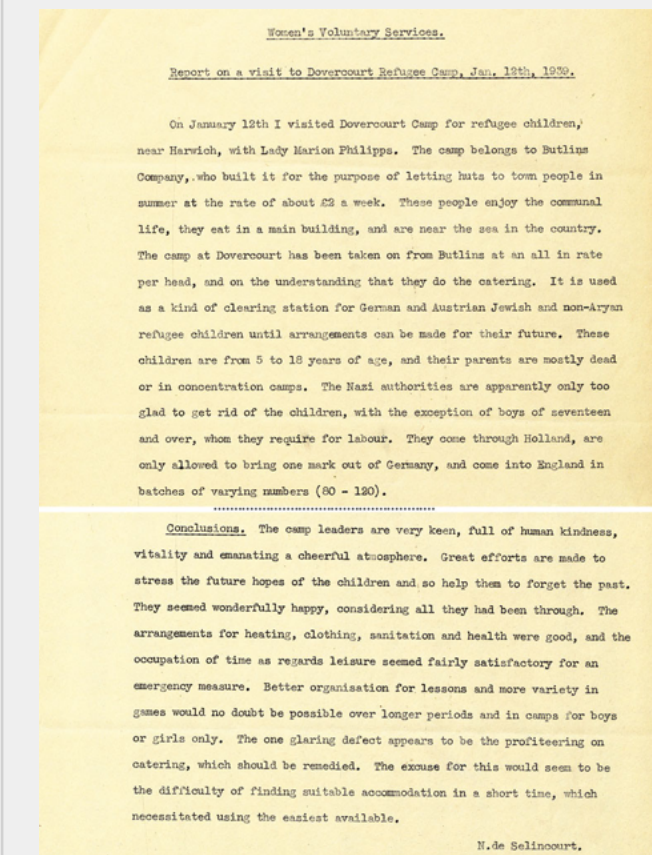 Women's Voluntary Services.
Report on a visit to Dovercourt Refugee Camp, Jan. 12th, 1939.
On January 12th I visited Dovercourt Camp for refugee children,
near Harwich, with Lady Marion Philipps. The camp belongs to Butlins
Company, who built it for the purpose of letting huts to town people in
summer at the rate of about £2 a week. These people enjoy the communal
life, they eat in a main building, and are near the sea in the country.
The camp at Dovercourt has been taken on from Butlins at an all in rate
per head, and on the understanding that they do the catering. It is used
as a kind of clearing station for German and Austrian Jewish and non-Aryan
refugee children until arrangements can be made for their future. These
children are from 5 to 18 years of age, and their parents are mostly dead
or in concentration camps. The Nazi authorities are apparently only too
glad to get rid of the children, with the exception of boys of seventeen
and over, whom they require for labour. They come through Holland, are
only allowed to bring one mark out of Germany, and come into England in
batches of varying numbers (80 - 120).
Conclusions. The camp leaders are very keen, full of human kindness,
vitality and emanating a cheerful atmosphere. Great efforts are made to
stress the future hopes of the children and so help them to forget the past.
They seemed wonderfully happy, considering all they had been through. The
arrangements for heating, clothing, sanitation and health were good, and the
occupation of time as regards leisure seemed fairly satisfactory for an
emergency measure. Better organisation for lessons and more variety in
games would no doubt be possible over longer periods and in camps for boys
or girls only. The one glaring defect appears to be the profiteering on
catering, which should be remedied. The excuse for this would seem to be
the difficulty of finding suitable accommodation in a short time, which
necessitated using the easiest available.
N.de Selincourt.